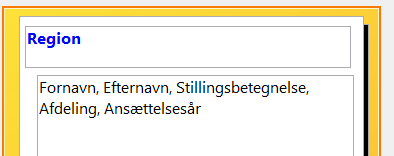 Region
Fornavn, Efternavn, Stillingsbetegnelse,
Afdeling, Ansættelsesår